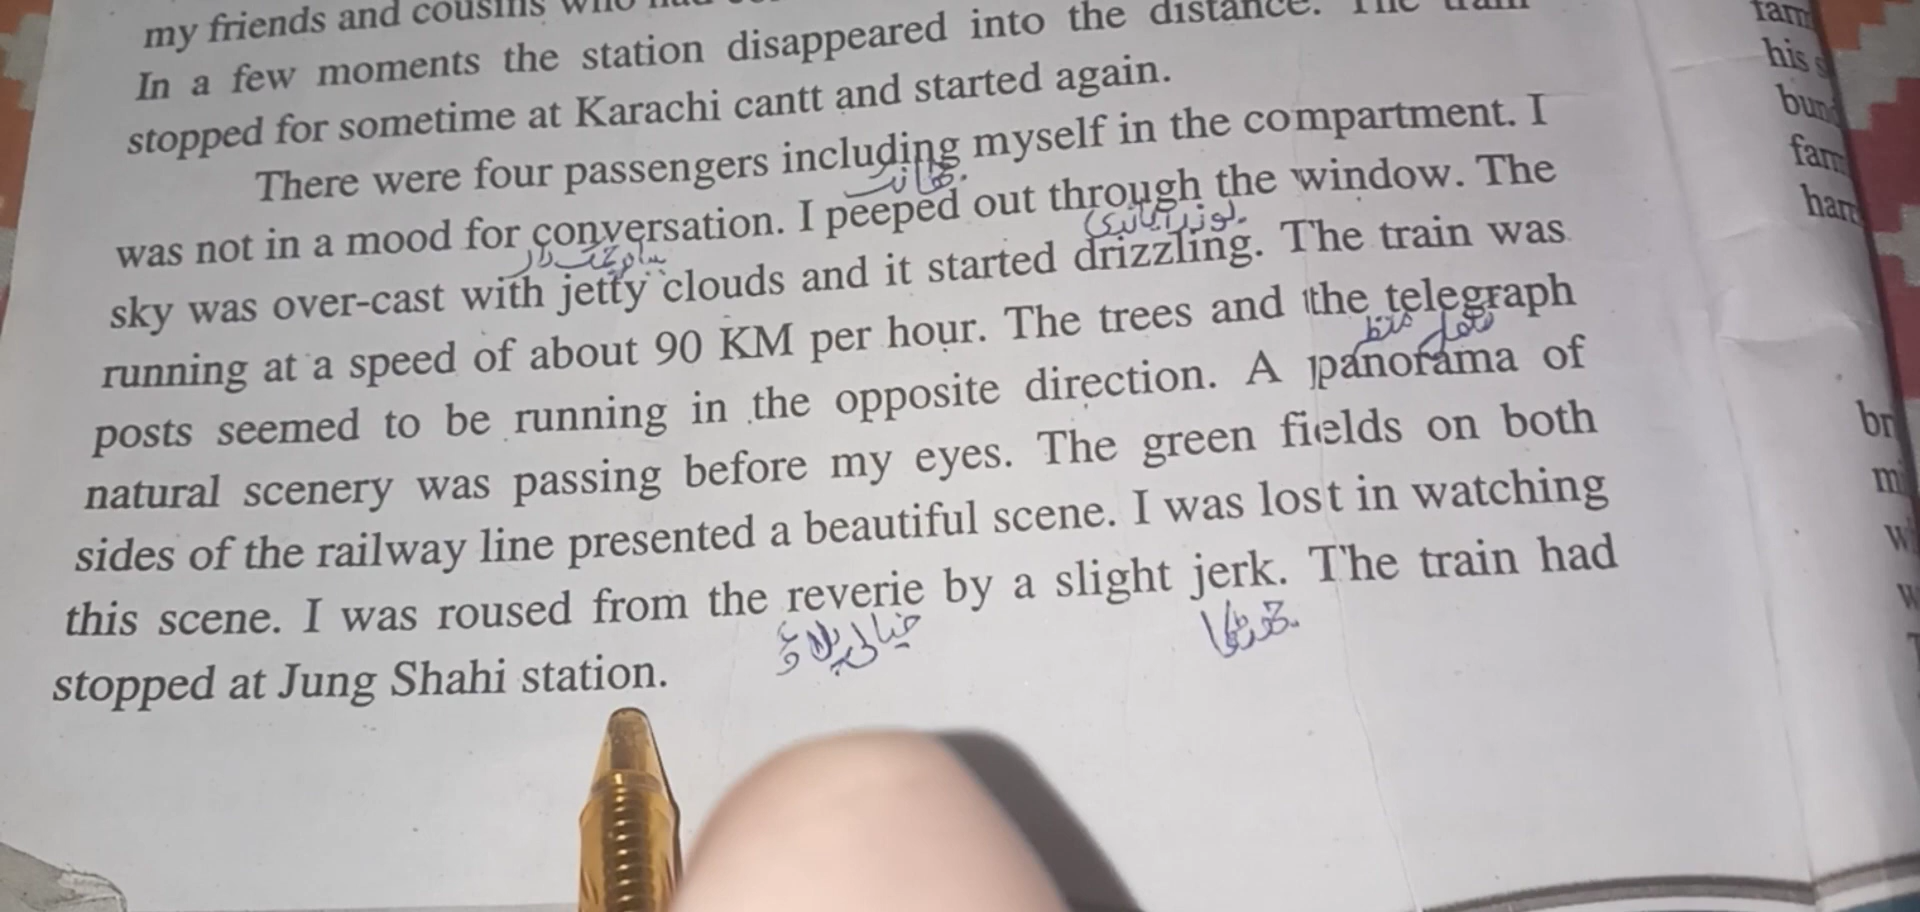 my friends and cousins who
In a few moments the station disappeared into the distance. The train
stopped for sometime at Karachi cantt and started again.
There were four passengers including myself in the compartment. I
was not in a mood for conversation. I peeped out through the window. The
sky was over-cast with jetty clouds and it started drizzling. The train was
running at a speed of about 90 KM per hour. The trees and the telegraph
posts seemed to be running in the opposite direction. A panorama of
natural scenery was passing before my eyes. The green fields on both
sides of the railway line presented a beautiful scene. I was lost in watching
this scene. I was roused from the reverie by a slight jerk. The train had
خیالی پلاؤ
stopped at Jung Shahi station.
his